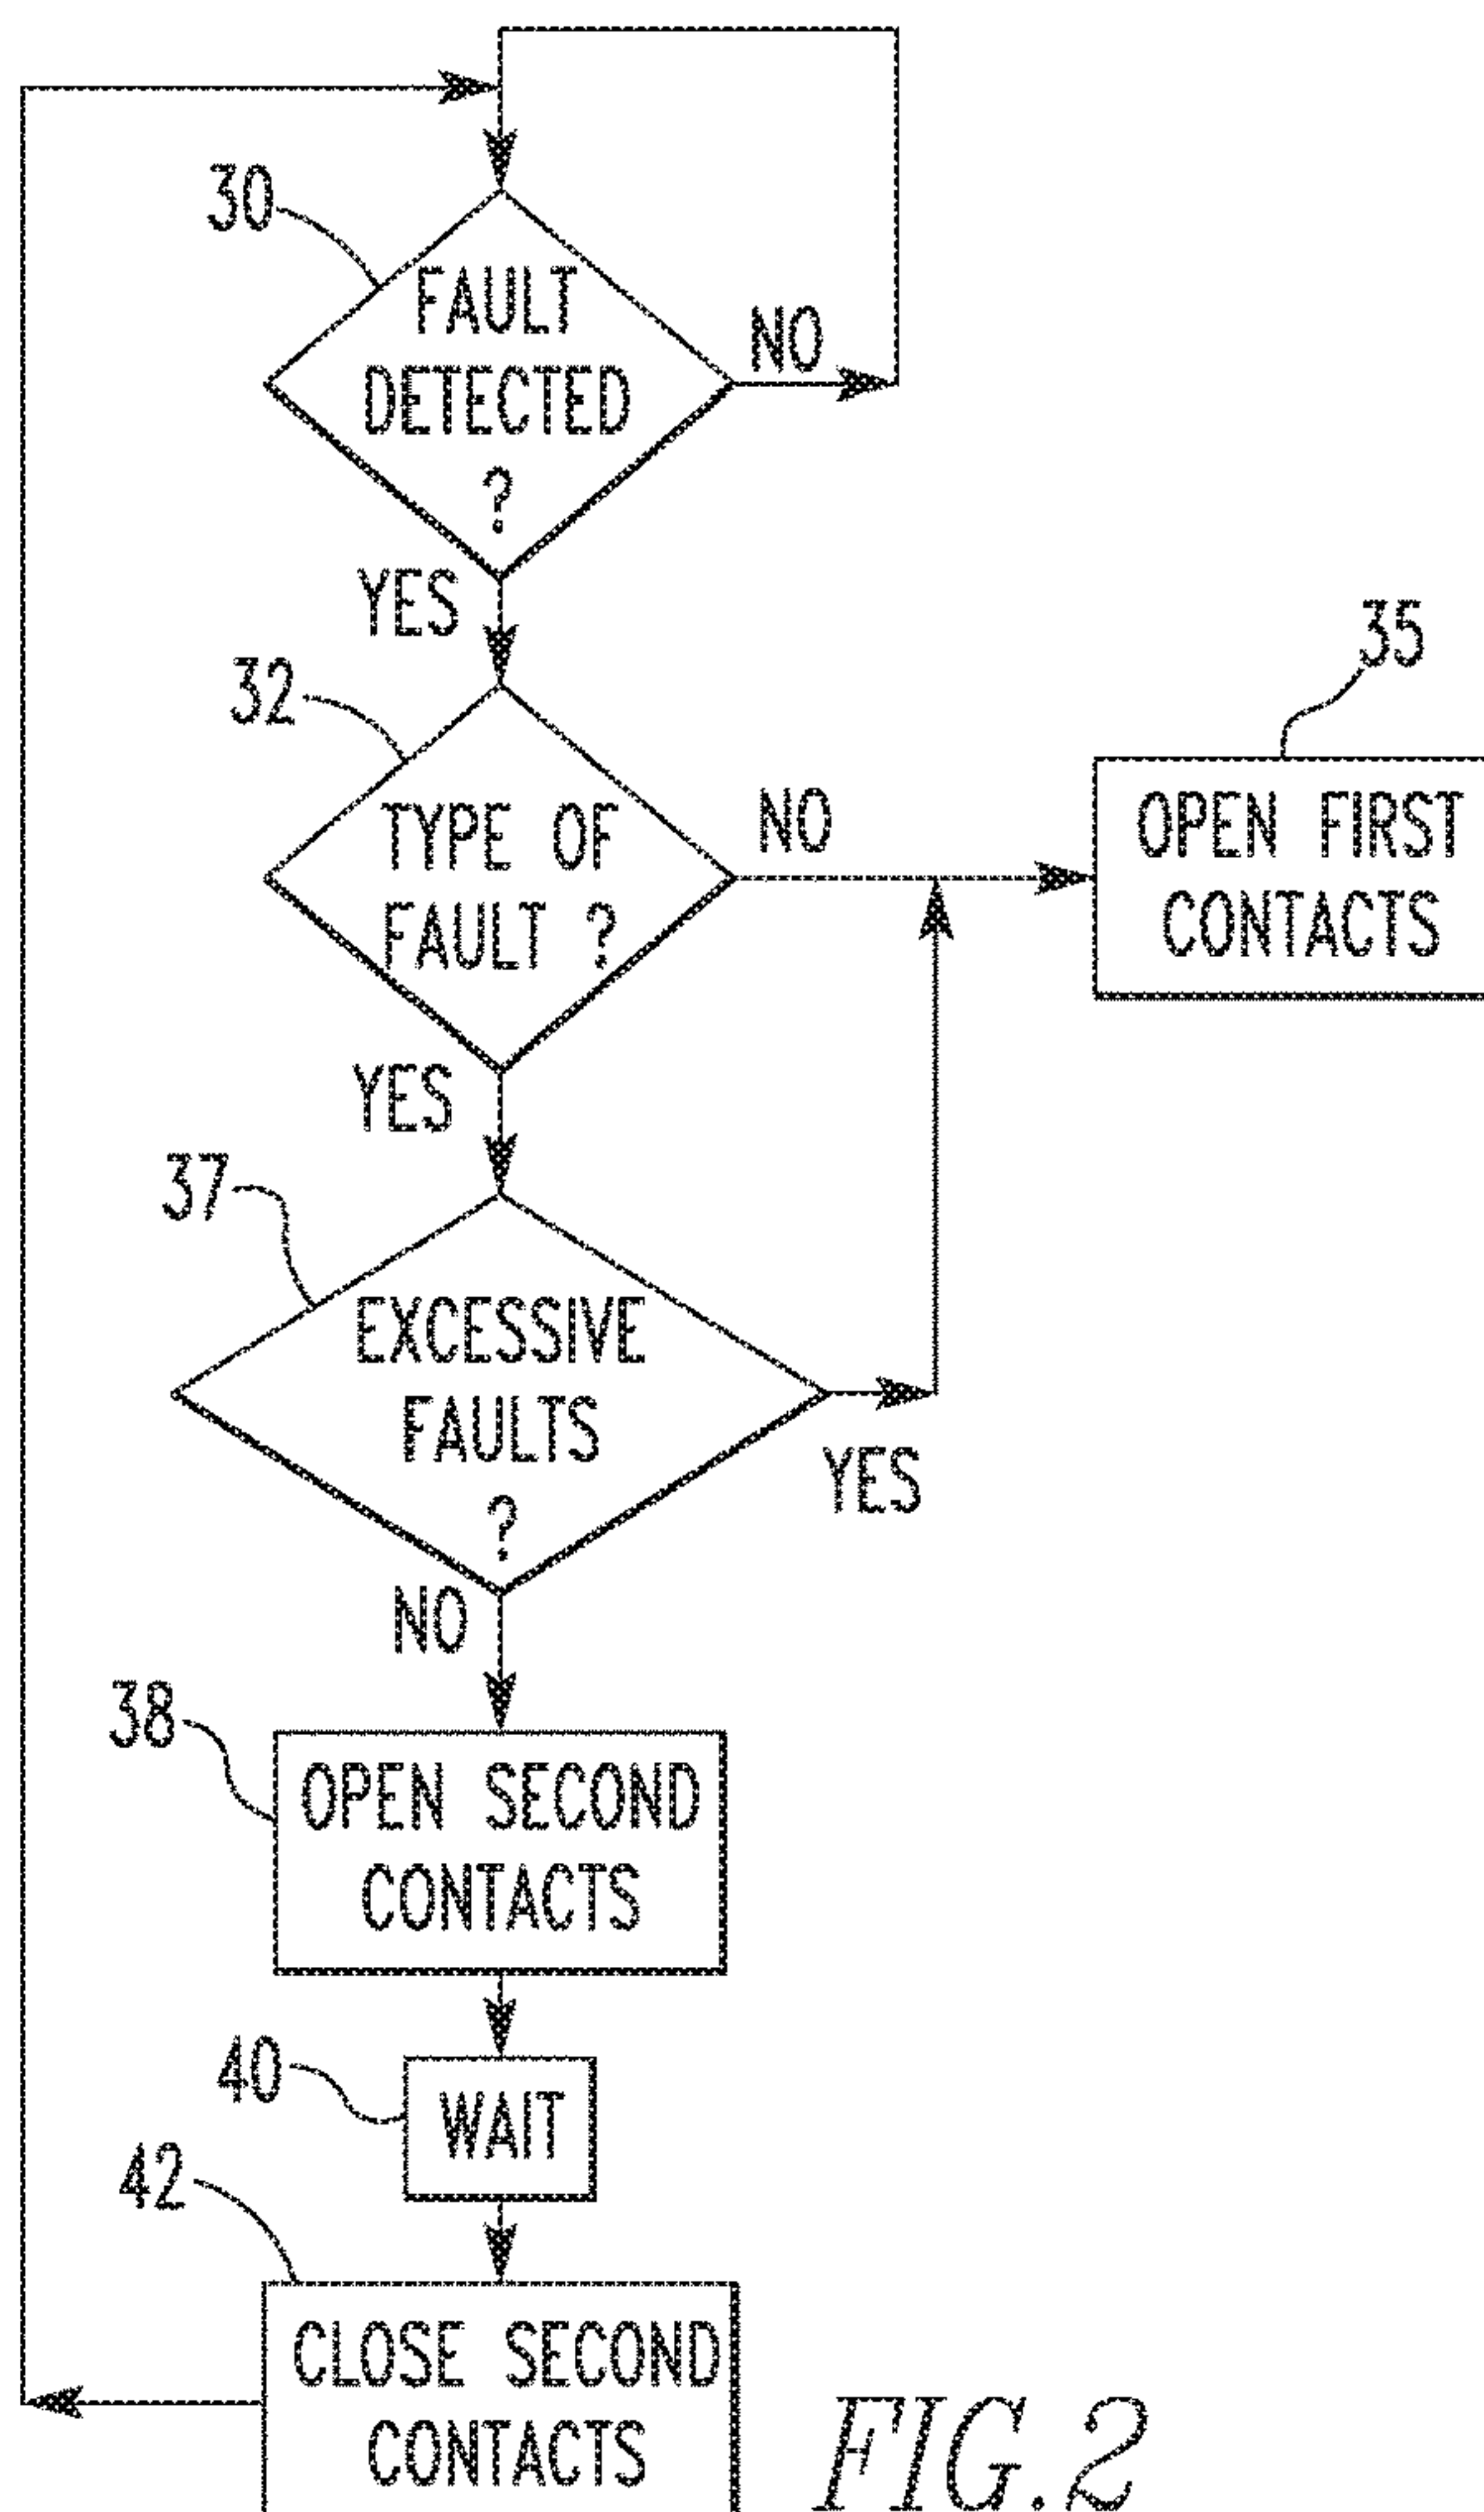 30
FAULT
DETECTED
?
NO
YES
35
32
TYPE OF
FAULT ?
NO
OPEN FIRST
CONTACTS
YES
37
EXCESSIVE
FAULTS
?
YES
NO
38
OPEN SECOND
CONTACTS
40
WAIT
42
CLOSE SECOND
CONTACTS
FIG.2